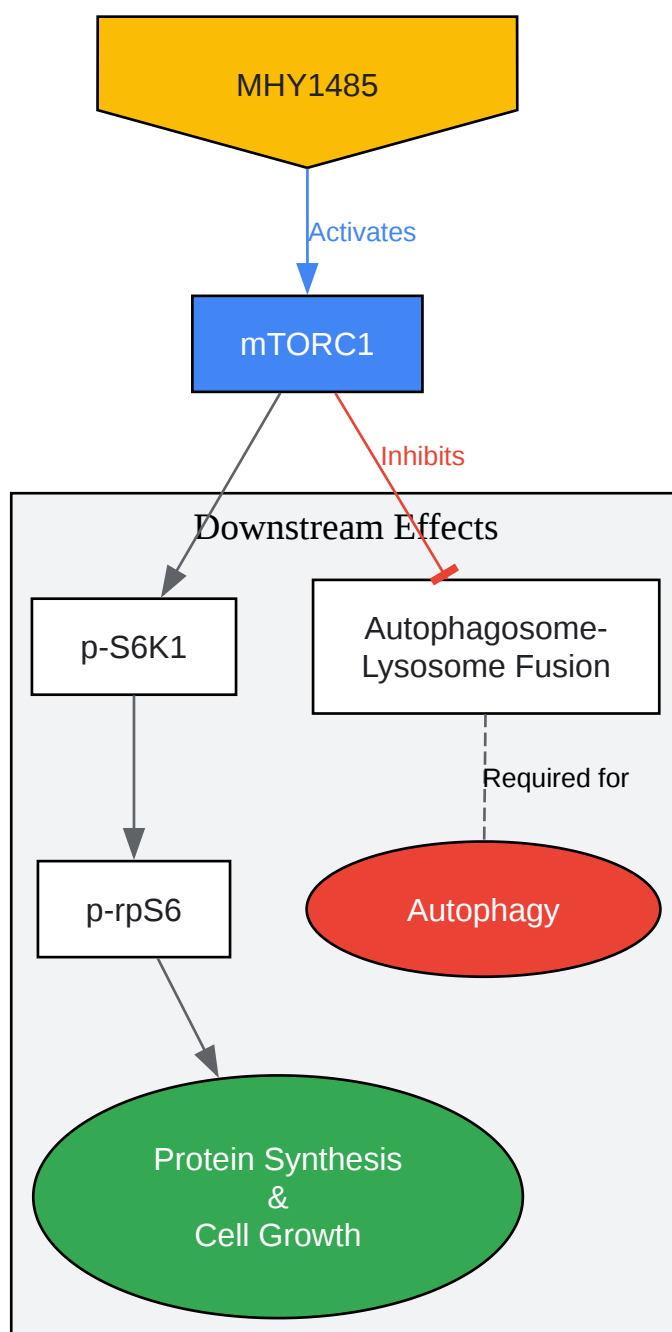 MHY1485
Activates
mTORC1
Inhibits
Downstream Effects
p-S6K1
Autophagosome-
Lysosome Fusion
Required for
p-rpS6
Autophagy
Protein Synthesis
&
Cell Growth